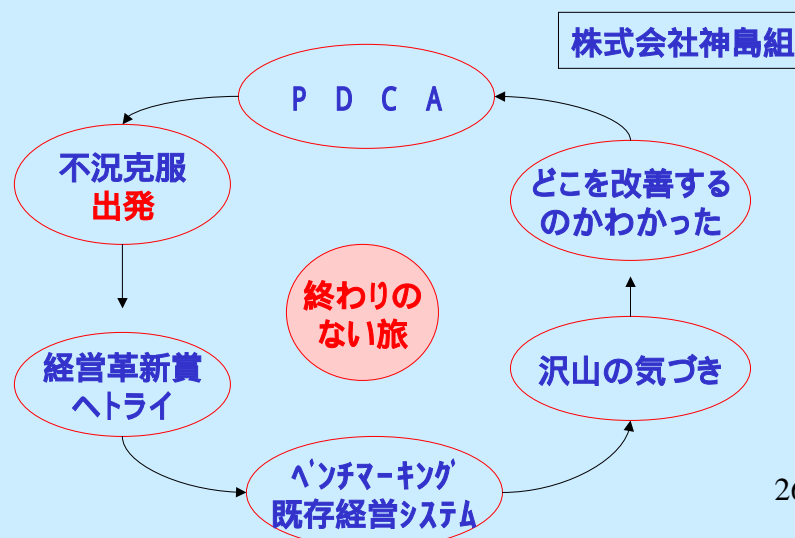 株式会社神島組
P D C A
不況克服
出発
どこを改善する
のかわかった
終わりの
ない旅
経営革新賞
へトライ
沢山の気づき
ﾍﾞﾝﾁﾏｰｷﾝｸﾞ
既存経営ｼｽﾃﾑ
26